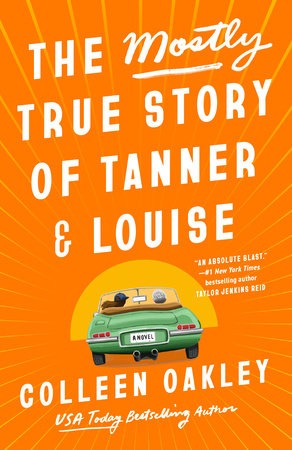 THE Mostly
TRUE STORY
OF TANNER
& LOUISE
"AN ABSOLUTE BLAST."
—#1 New York Times
bestselling author
TAYLOR JENKINS REID
A NOVEL
COLLEEN OAKLEY
USA Today Bestselling Author